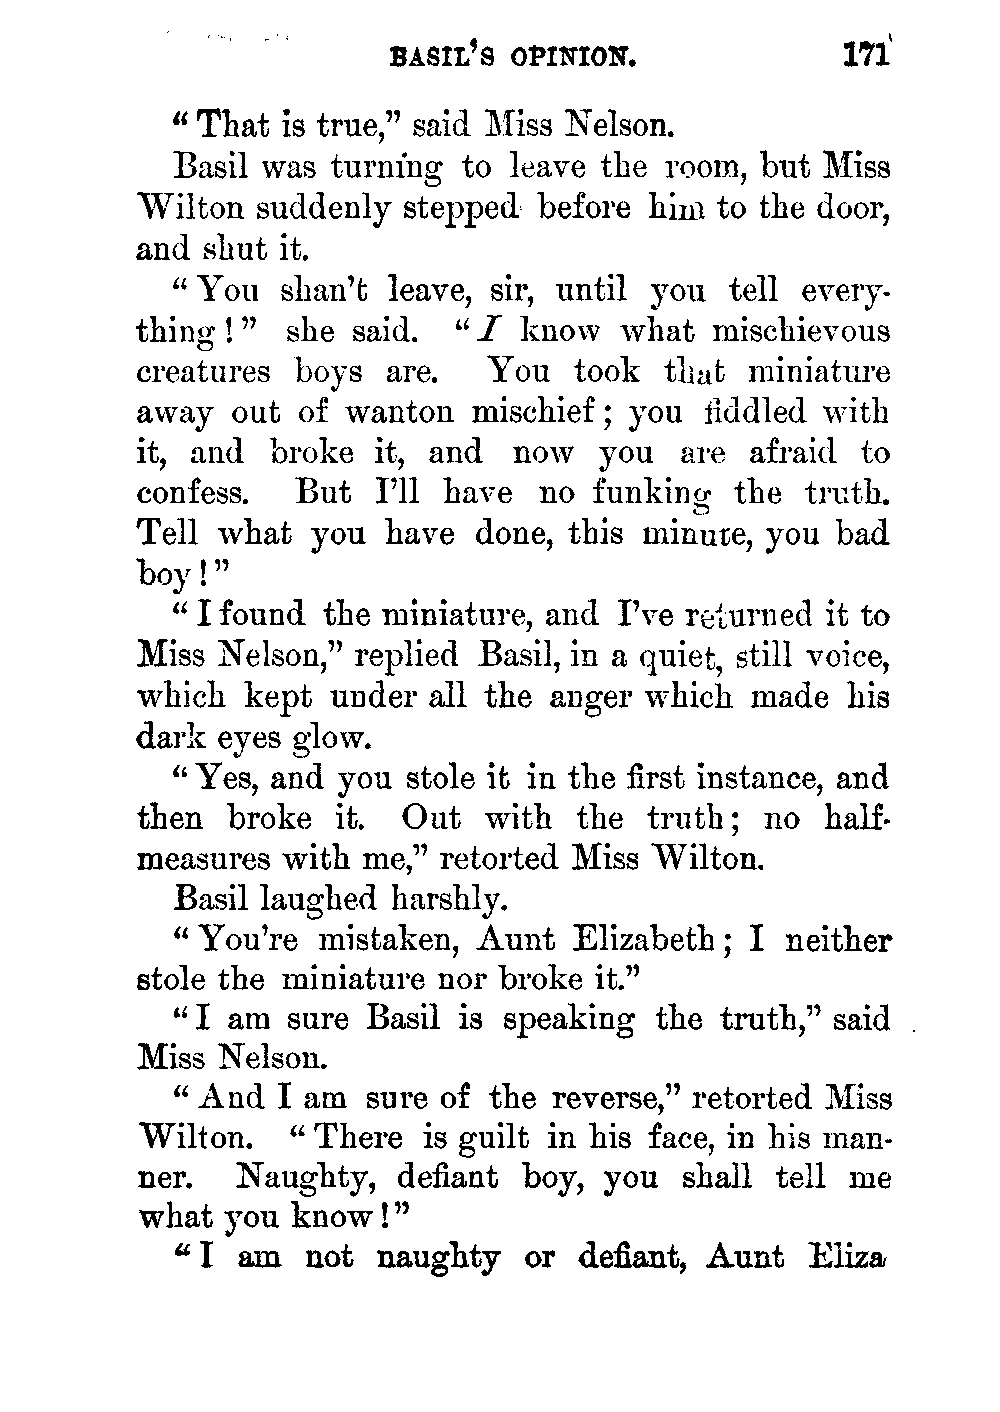 BASIL'S OPINION. 171
“That is true,” said Miss Nelson.
Basil was turning to leave the room, but Miss
Wilton suddenly stepped before him to the door,
and shut it.
“You shan't leave, sir, until you tell every-
thing!” she said. “I know what mischievous
creatures boys are. You took that miniature
away out of wanton mischief; you fiddled with
it, and broke it, and now you are afraid to
confess. But I'll have no funking the truth.
Tell what you have done, this minute, you bad
boy!”
“I found the miniature, and I've returned it to
Miss Nelson,” replied Basil, in a quiet, still voice,
which kept under all the anger which made his
dark eyes glow.
“Yes, and you stole it in the first instance, and
then broke it. Out with the truth; no half-
measures with me,” retorted Miss Wilton.
Basil laughed harshly.
“You're mistaken, Aunt Elizabeth; I neither
stole the miniature nor broke it.”
“I am sure Basil is speaking the truth,” said
Miss Nelson.
“And I am sure of the reverse,” retorted Miss
Wilton. “There is guilt in his face, in his man-
ner. Naughty, defiant boy, you shall tell me
what you know!”
“I am not naughty or defiant, Aunt Eliza